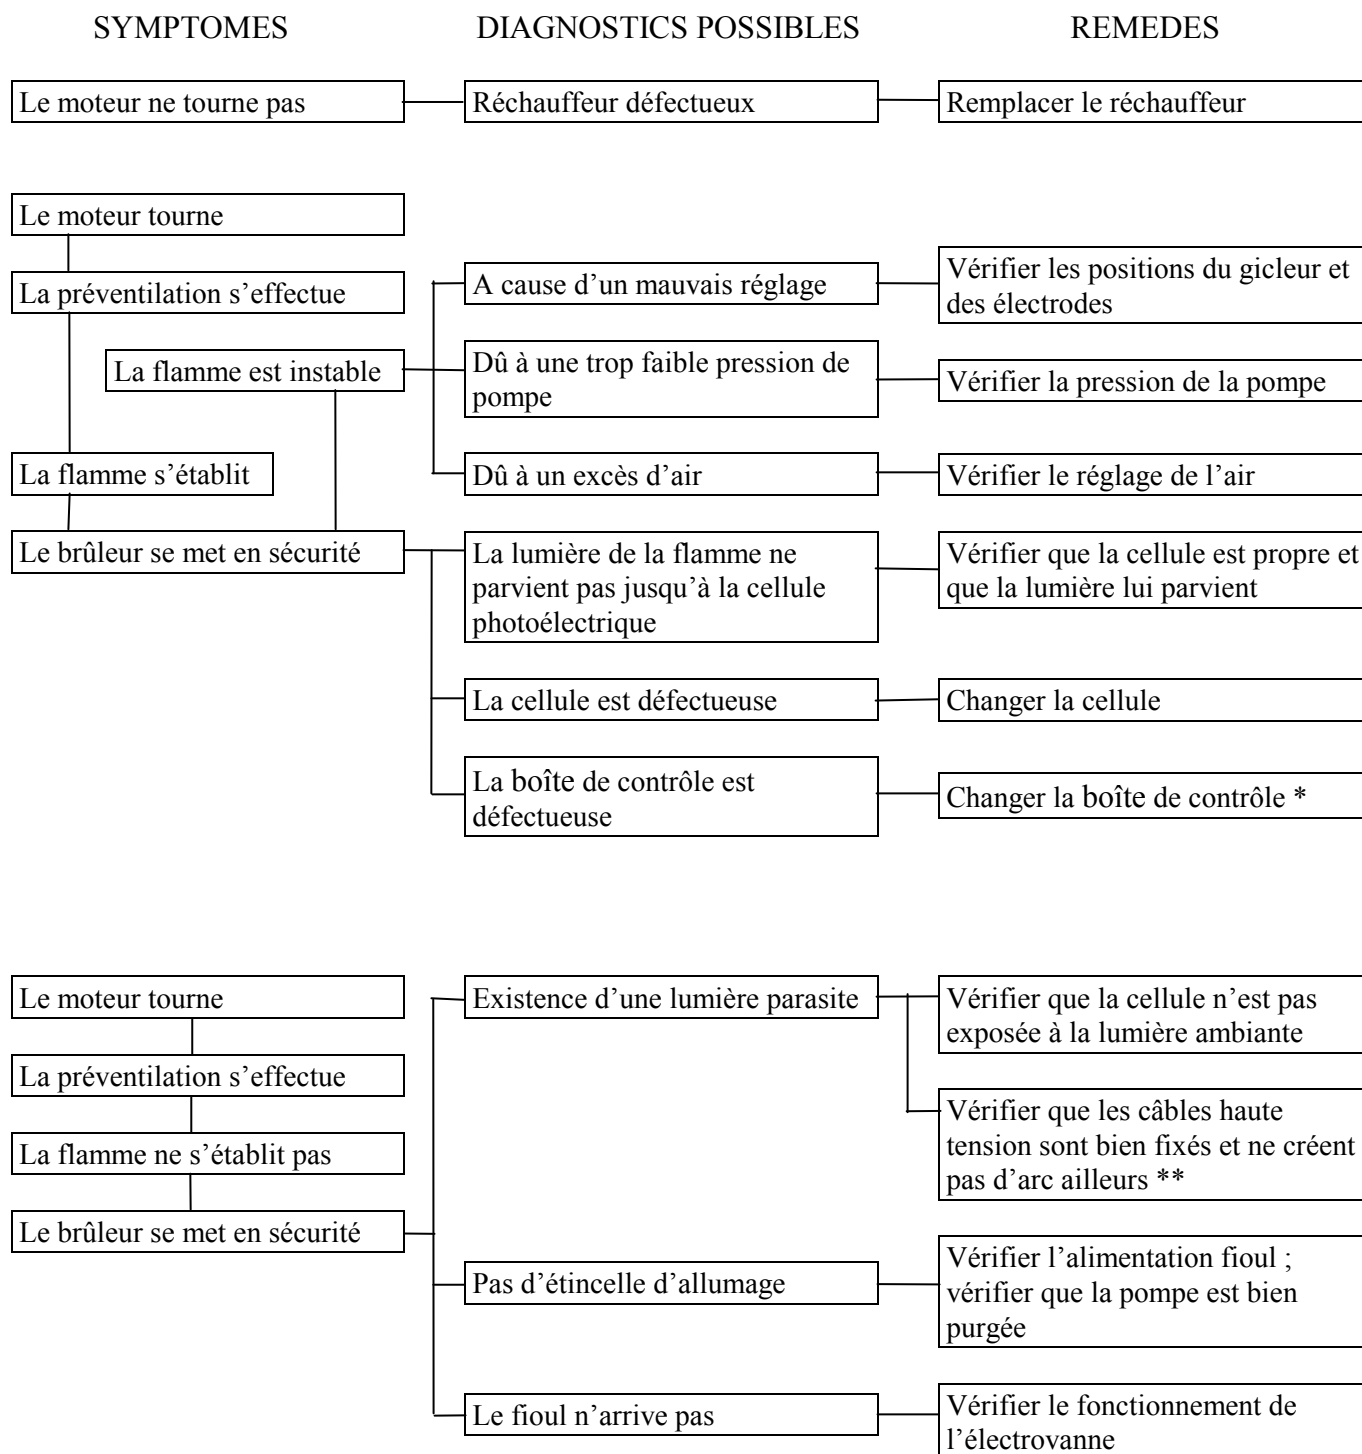 SYMPTOMES
DIAGNOSTICS POSSIBLES
REMEDES
Le moteur ne tourne pas
Réchauffeur défectueux
Remplacer le réchauffeur
Le moteur tourne
La préventilation s’effectue
La flamme est instable
La flamme s’établit
Le brûleur se met en sécurité
A cause d’un mauvais réglage
Vérifier les positions du gicleur et
des électrodes
Dû à une trop faible pression de
pompe
Vérifier la pression de la pompe
Dû à un excès d’air
Vérifier le réglage de l’air
La lumière de la flamme ne
parvient pas jusqu’à la cellule
photoélectrique
Vérifier que la cellule est propre et
que la lumière lui parvient
La cellule est défectueuse
Changer la cellule
La boîte de contrôle est
défectueuse
Changer la boîte de contrôle *
Le moteur tourne
La préventilation s’effectue
La flamme ne s’établit pas
Le brûleur se met en sécurité
Existence d’une lumière parasite
Vérifier que la cellule n’est pas
exposée à la lumière ambiante
Vérifier que les câbles haute
tension sont bien fixés et ne créent
pas d’arc ailleurs **
Pas d’étincelle d’allumage
Vérifier l’alimentation fioul ;
vérifier que la pompe est bien
purgée
Le fioul n’arrive pas
Vérifier le fonctionnement de
l’électrovanne